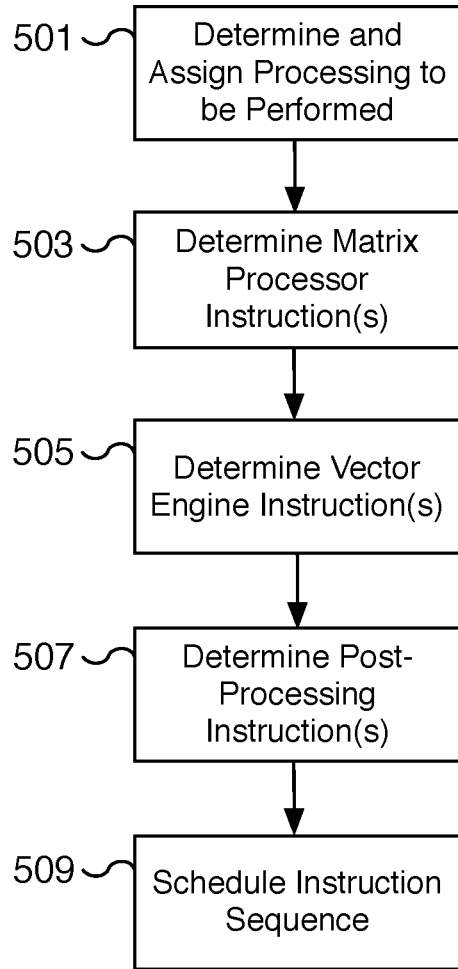 501
Determine and
Assign Processing to
be Performed
503
Determine Matrix
Processor
Instruction(s)
505
Determine Vector
Engine Instruction(s)
507
Determine Post-
Processing
Instruction(s)
509
Schedule Instruction
Sequence